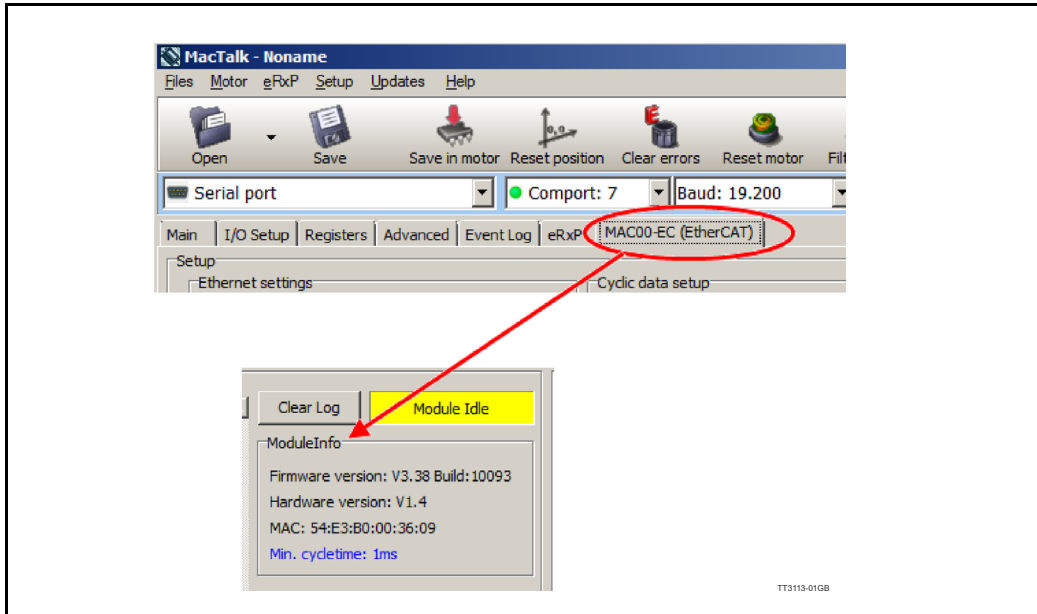 MacTalk - Noname
Files Motor eRxP Setup Updates Help
Open Save Save in motor Reset position Clear errors Reset motor
Serial port Comport: 7 Baud: 19.200
Main I/O Setup Registers Advanced Event Log eRxP MAC00-EC (EtherCAT)
Setup
Ethernet settings Cyclic data setup
Clear Log Module Idle
ModuleInfo
Firmware version: V3.38 Build:10093
Hardware version: V1.4
MAC: 54:E3:B0:00:36:09
Min. cycletime: 1ms
TT3113-01GB